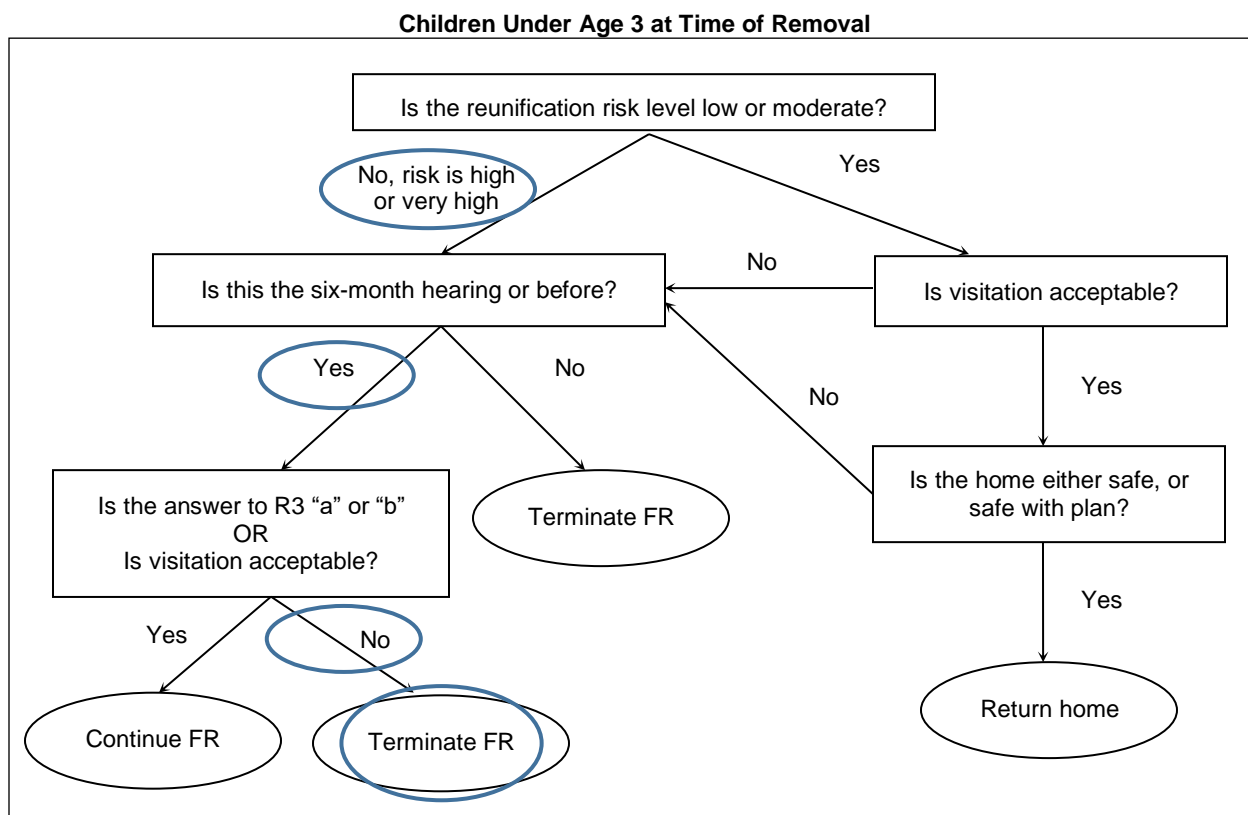 Children Under Age 3 at Time of Removal
Is the reunification risk level low or moderate?
No, risk is high
or very high
Yes
Is this the six-month hearing or before?
No
Is visitation acceptable?
Yes
No
No
Yes
Is the answer to R3 “a” or “b”
OR
Is visitation acceptable?
Terminate FR
Is the home either safe, or
safe with plan?
Yes
No
Yes
Continue FR
Terminate FR
Return home